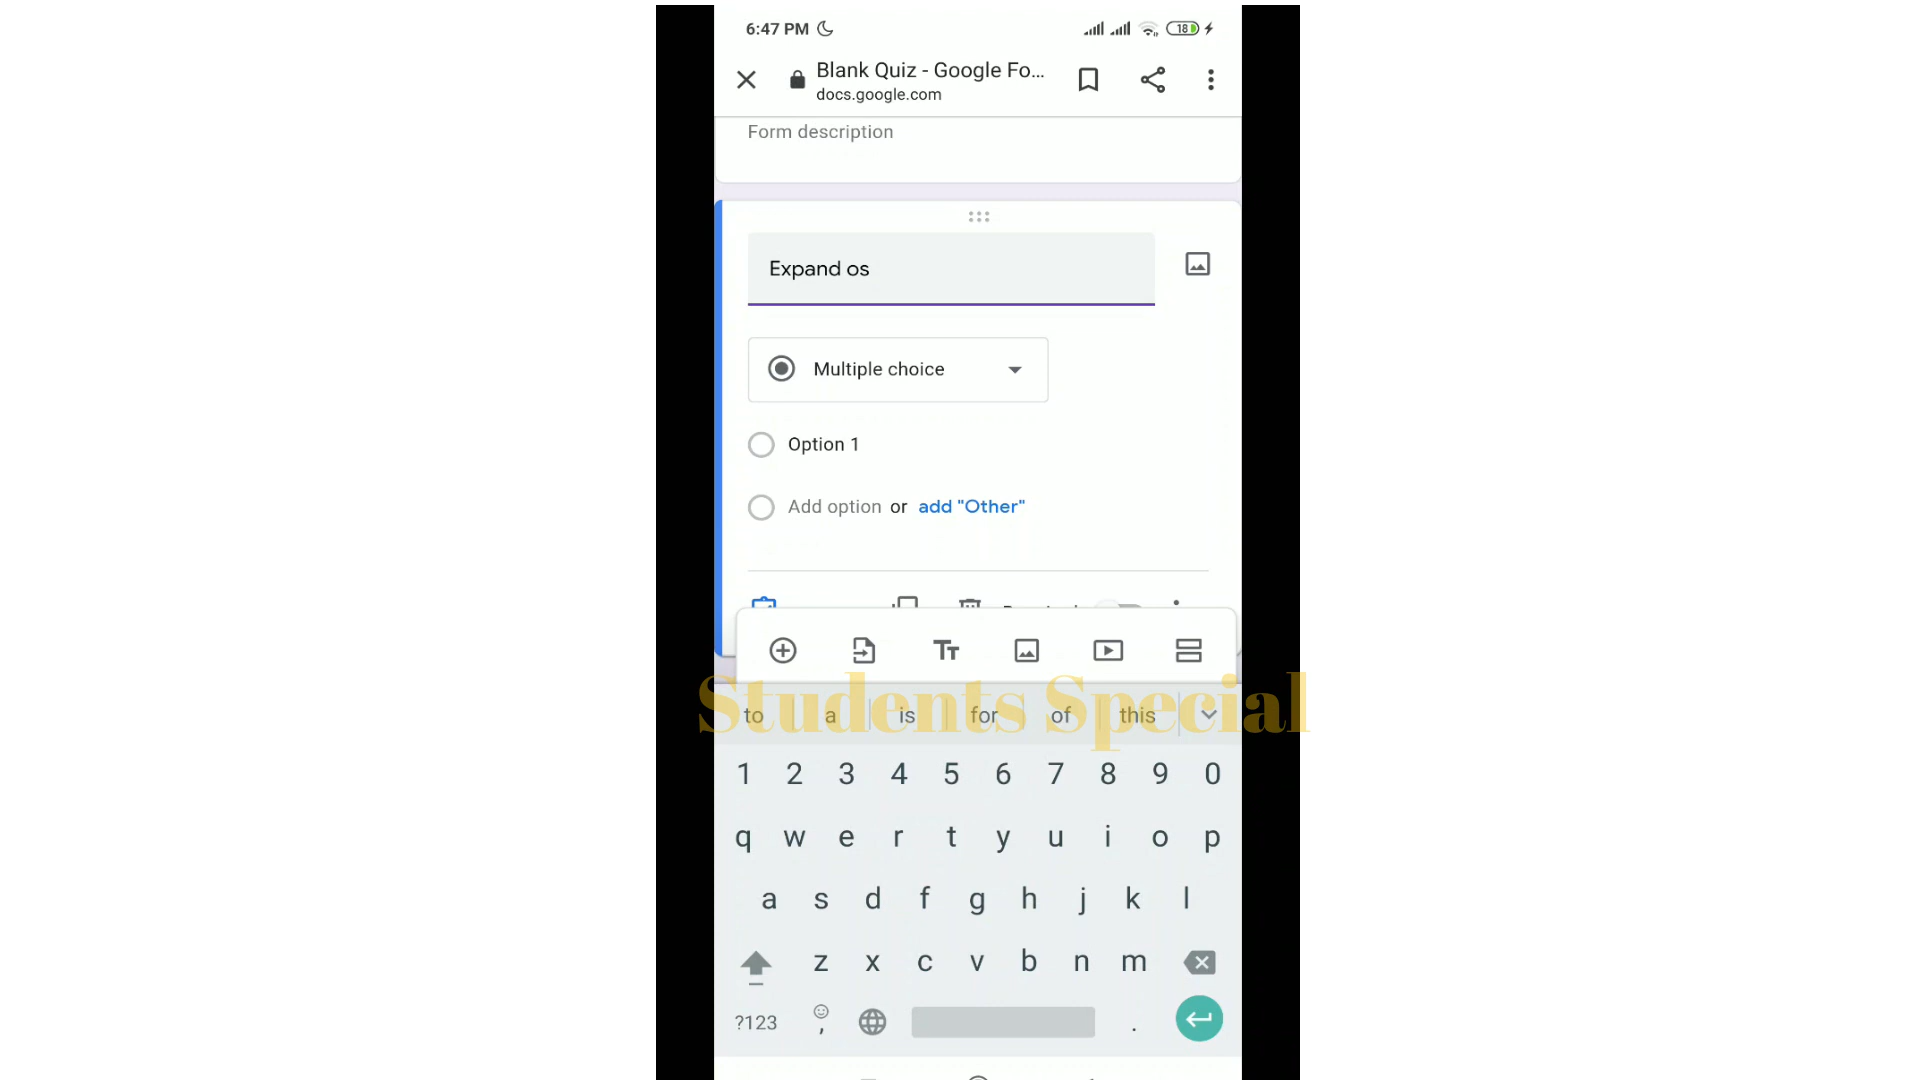 6:47 PM
18
Blank Quiz - Google Fo...
docs.google.com
Form description
Expand os
Multiple choice
Option 1
Add option or add "Other"
Tт
to a is for of this
Students Special
1 2 3 4 5 6 7 8 9 0
q w e r t y u i o p
a s d f g h j k l
z x c v b n m
?123 , .